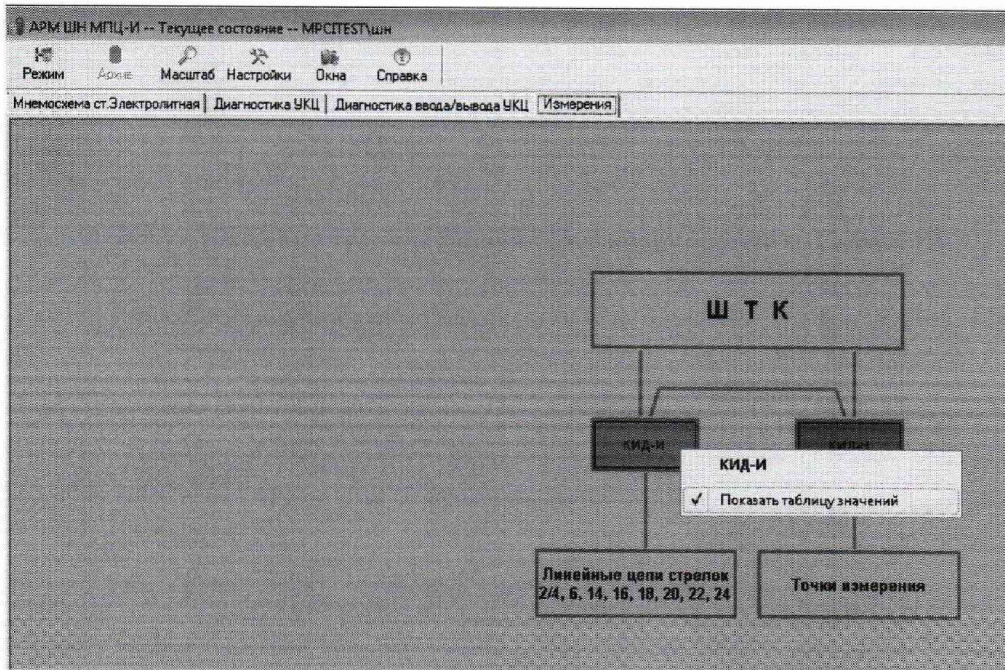 АРМ ШН МПЦ-И -- Текущее состояние -- MPCITEST\шн
Режим Архив Масштаб Настройки Окна Справка
Мнемосхема ст.Электролитная Диагностика УКЦ Диагностика ввода/вывода УКЦ Измерения
Ш Т К
КИД-И КИД-И
КИД-И
✓ Показать таблицу значений
Линейные цепи стрелок
2/4, 6, 14, 16, 18, 20, 22, 24
Точки измерения